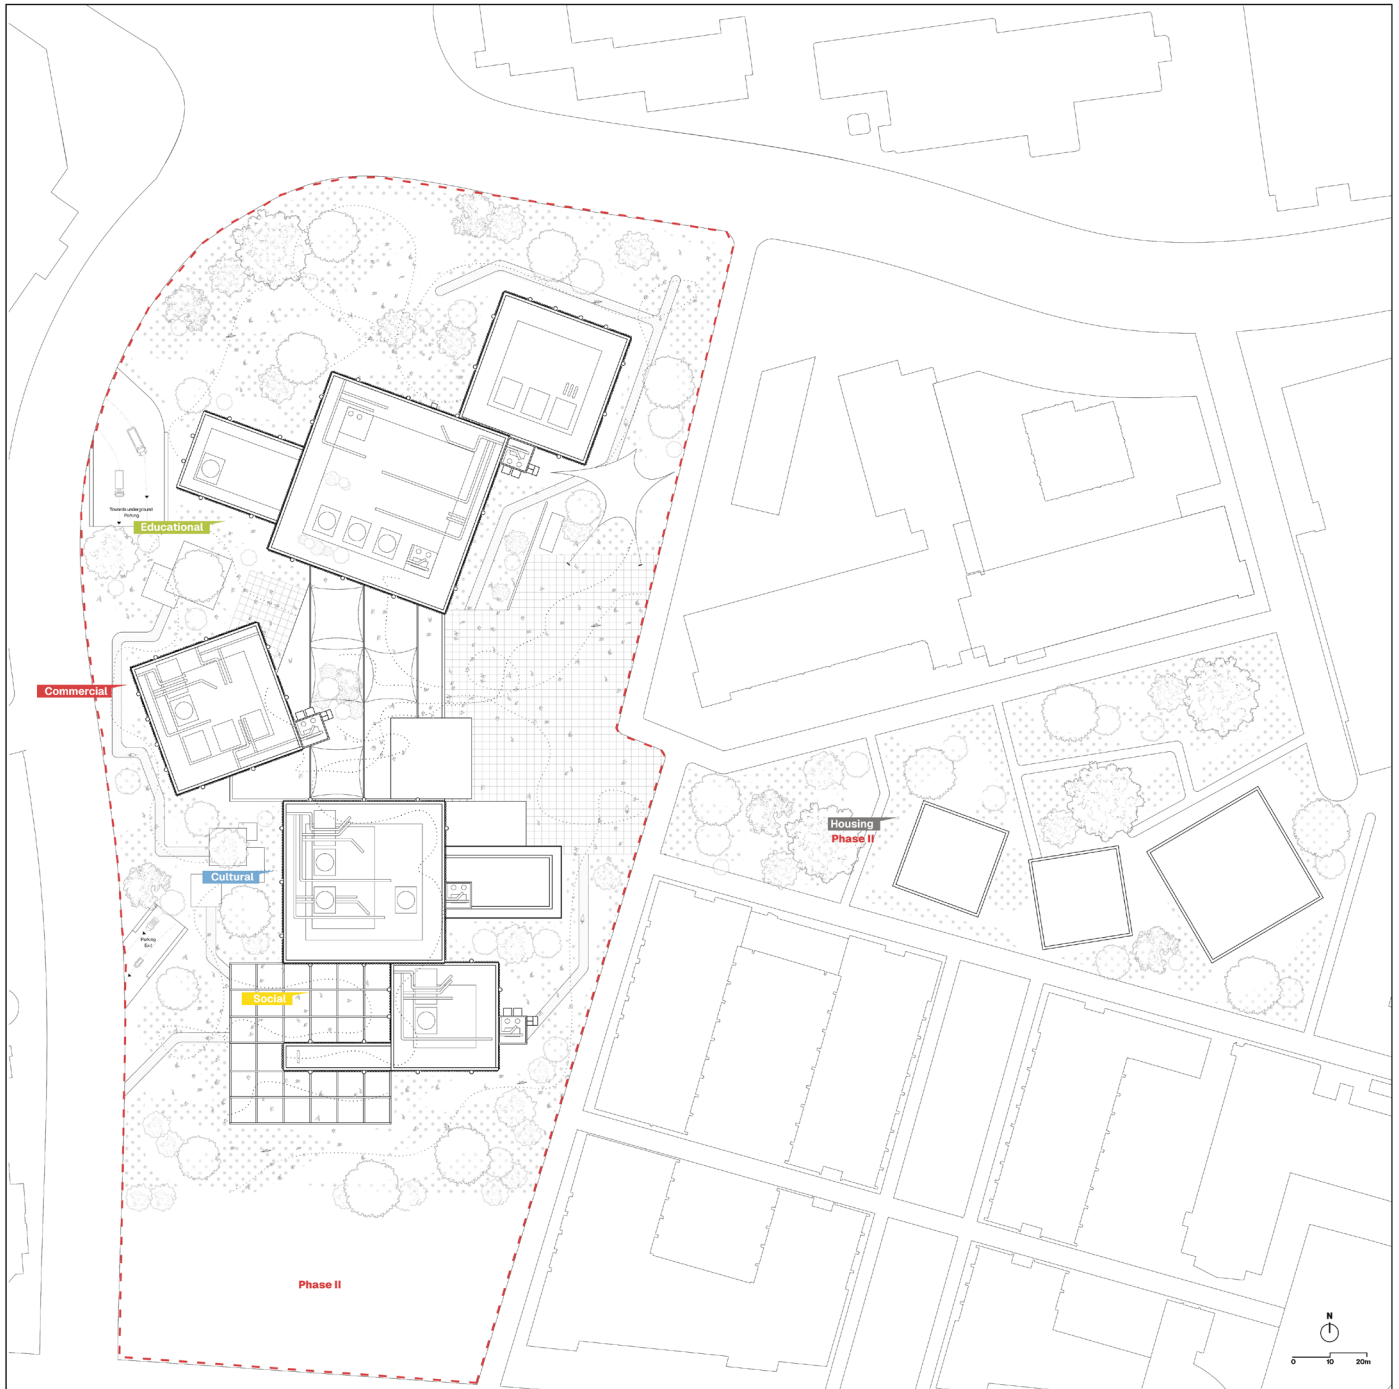 Towards underground
Parking
Educational
Commercial
Housing
Phase II
Cultural
Parking
Exit
Social
Phase II
N
0 10 20m